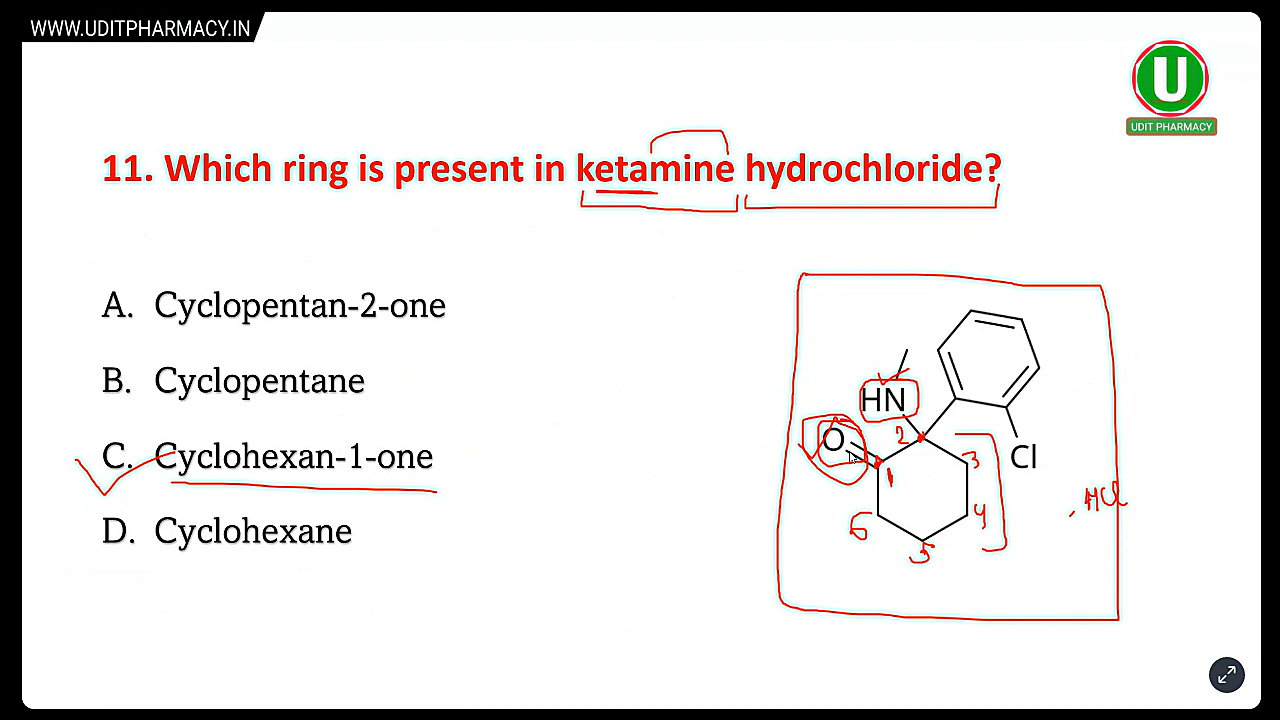 WWW.UDITPHARMACY.IN
U
UDIT PHARMACY
11. Which ring is present in ketamine hydrochloride?
A. Cyclopentan-2-one
B. Cyclopentane
C. Cyclohexan-1-one
D. Cyclohexane
HN
O
2
1
3
Cl
4
. HCl
6
5